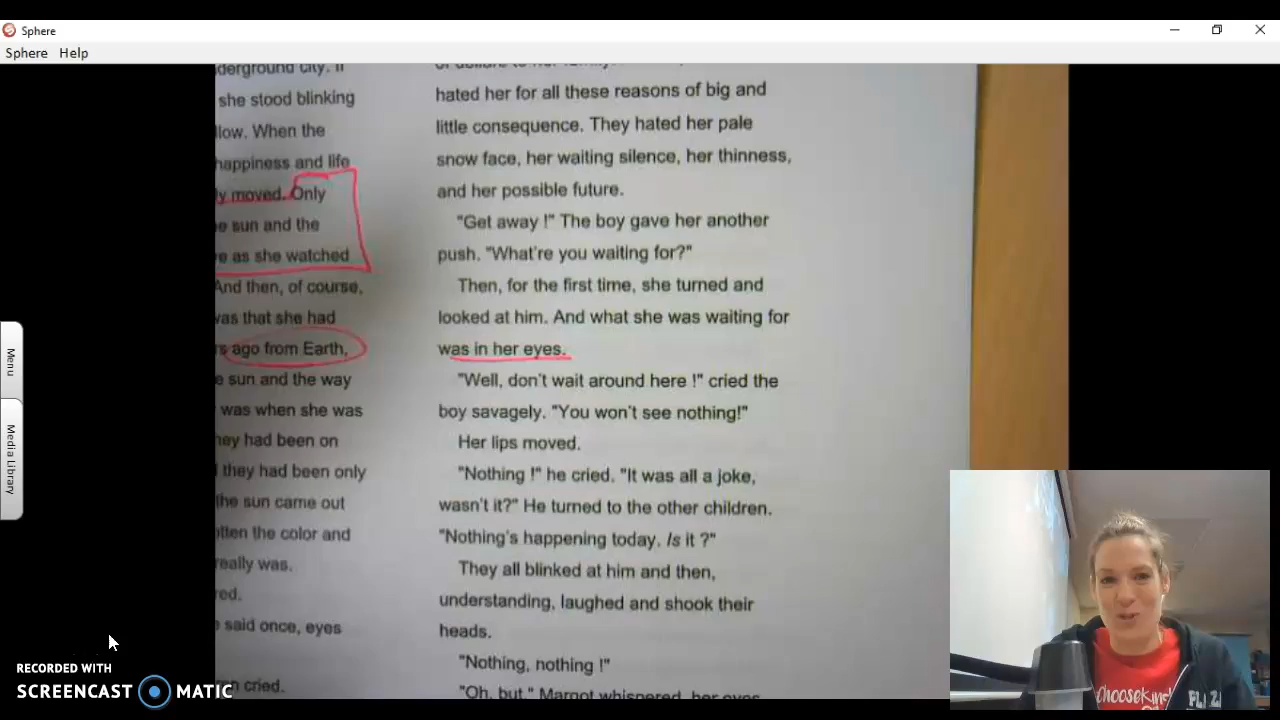 Sphere
Sphere Help
derground city. If
she stood blinking
llow. When the
happiness and life
ly moved. Only
e sun and the
e as she watched
And then, of course,
was that she had
s ago from Earth,
e sun and the way
was when she was
hey had been on
they had been only
the sun came out
otten the color and
really was.
red.
e said once, eyes
en cried.
hated her for all these reasons of big and
little consequence. They hated her pale
snow face, her waiting silence, her thinness,
and her possible future.
"Get away !" The boy gave her another
push. "What're you waiting for?"
Then, for the first time, she turned and
looked at him. And what she was waiting for
was in her eyes.
"Well, don't wait around here !" cried the
boy savagely. "You won't see nothing!"
Her lips moved.
"Nothing !" he cried. "It was all a joke,
wasn't it?" He turned to the other children.
"Nothing's happening today. Is it ?"
They all blinked at him and then,
understanding, laughed and shook their
heads.
"Nothing, nothing !"
"Oh, but," Margot whispered, her eyes
Menu
Media Library
RECORDED WITH
SCREENCAST MATIC
choosekind